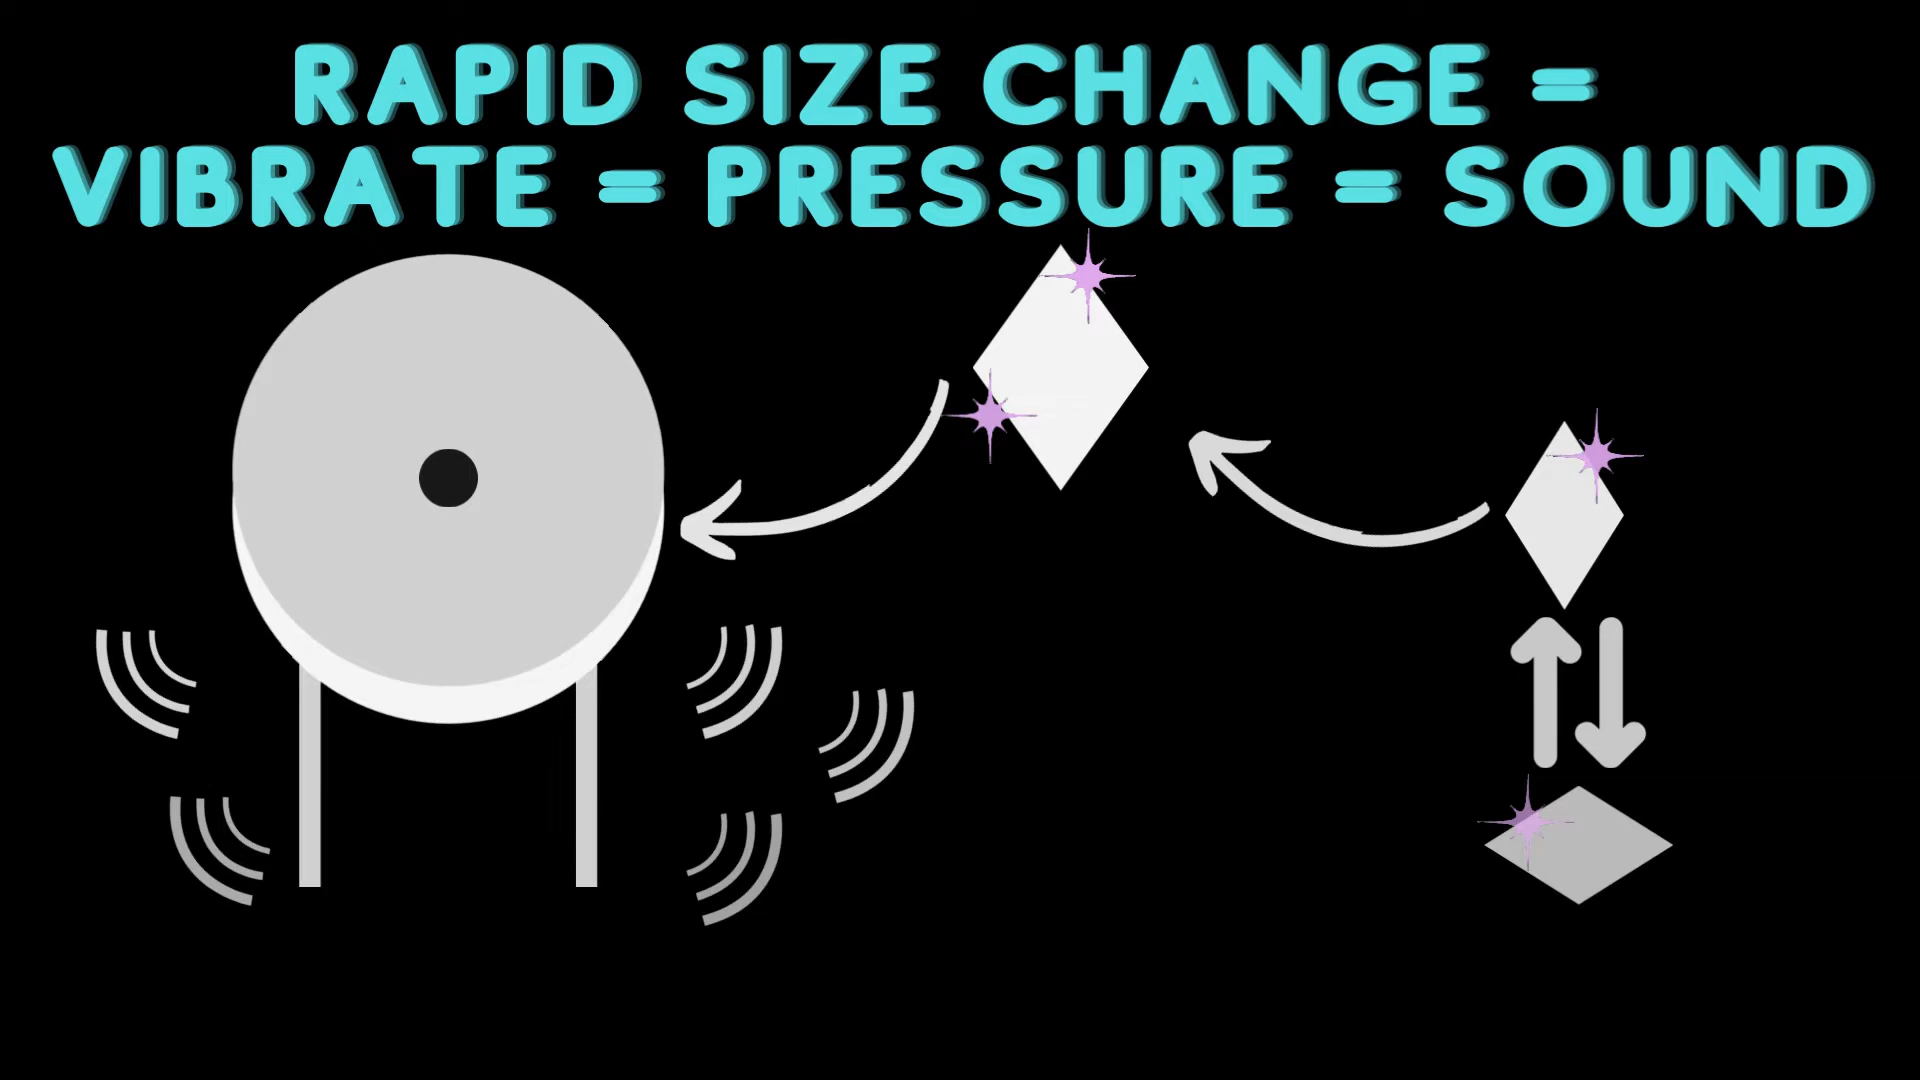 RAPID SIZE CHANGE =
VIBRATE = PRESSURE = SOUND